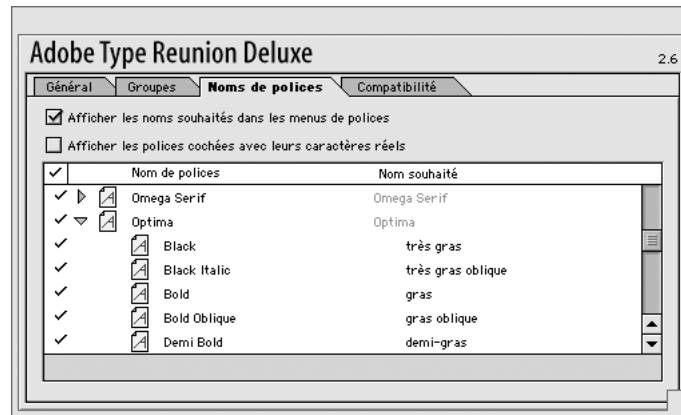 Adobe Type Reunion Deluxe 2.6
Général Groupes Noms de polices Compatibilité
Afficher les noms souhaités dans les menus de polices
Afficher les polices cochées avec leurs caractères réels
Nom de polices Nom souhaité
Omega Serif Omega Serif
Optima Optima
Black très gras
Black Italic très gras oblique
Bold gras
Bold Oblique gras oblique
Demi Bold demi-gras